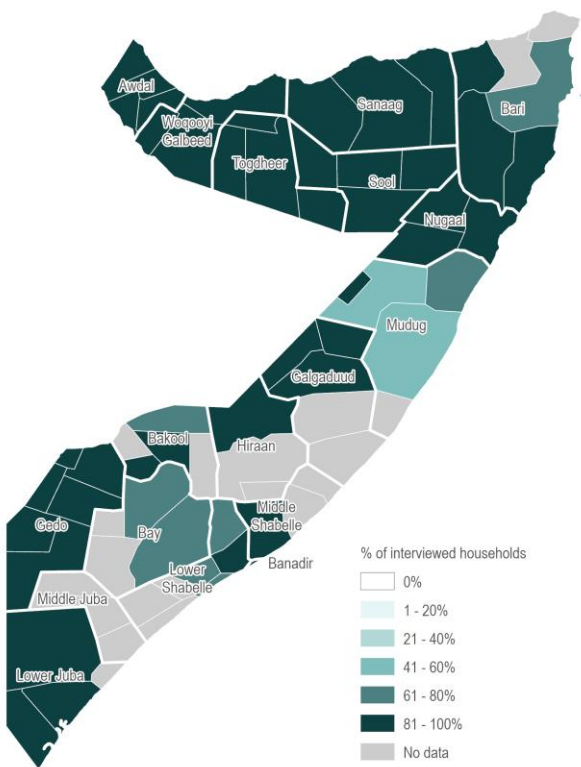 Awdal
Woqooyi
Galbeed
Togdheer
Sanaag
Sool
Bari
Nugaal
Mudug
Galgaduud
Hiraan
Bakool
Gedo
Bay
Middle
Shabelle
Banadir
Lower
Shabelle
Middle Juba
Lower Juba
% of interviewed households
0%
1 - 20%
21 - 40%
41 - 60%
61 - 80%
81 - 100%
No data